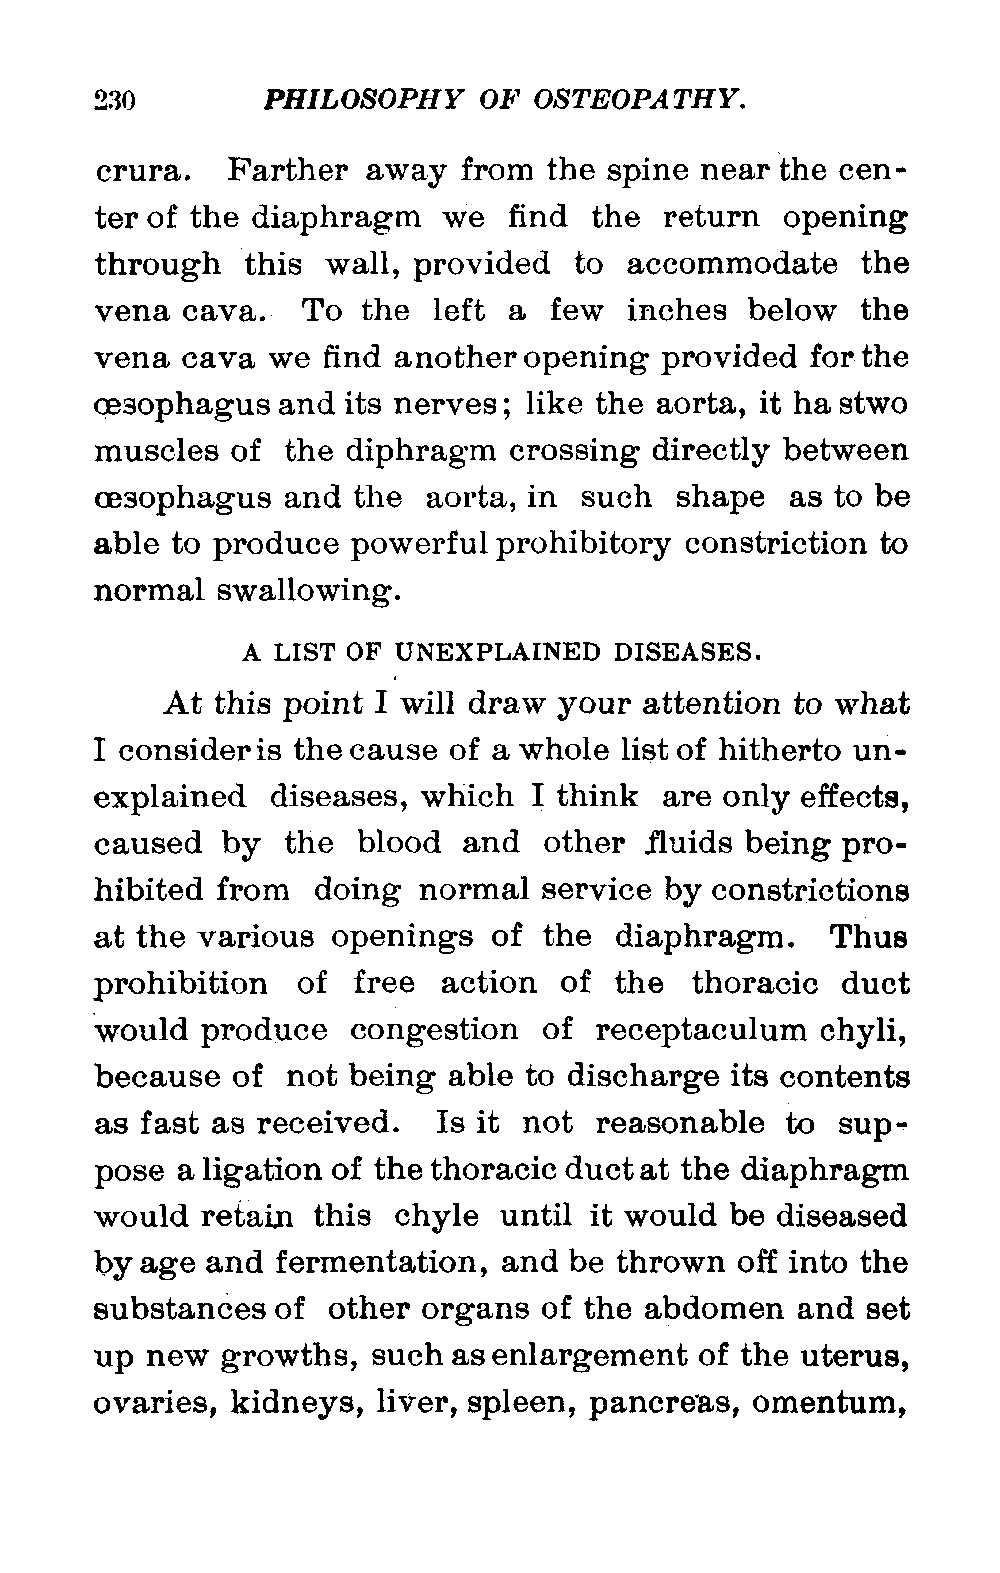 230 PHILOSOPHY OF OSTEOPATHY.
crura. Farther away from the spine near the cen-
ter of the diaphragm we find the return opening
through this wall, provided to accommodate the
vena cava. To the left a few inches below the
vena cava we find another opening provided for the
œsophagus and its nerves; like the aorta, it ha stwo
muscles of the diphragm crossing directly between
œsophagus and the aorta, in such shape as to be
able to produce powerful prohibitory constriction to
normal swallowing.
A LIST OF UNEXPLAINED DISEASES.
At this point I will draw your attention to what
I consider is the cause of a whole list of hitherto un-
explained diseases, which I think are only effects,
caused by the blood and other fluids being pro-
hibited from doing normal service by constrictions
at the various openings of the diaphragm. Thus
prohibition of free action of the thoracic duct
would produce congestion of receptaculum chyli,
because of not being able to discharge its contents
as fast as received. Is it not reasonable to sup-
pose a ligation of the thoracic duct at the diaphragm
would retain this chyle until it would be diseased
by age and fermentation, and be thrown off into the
substances of other organs of the abdomen and set
up new growths, such as enlargement of the uterus,
ovaries, kidneys, liver, spleen, pancreas, omentum,